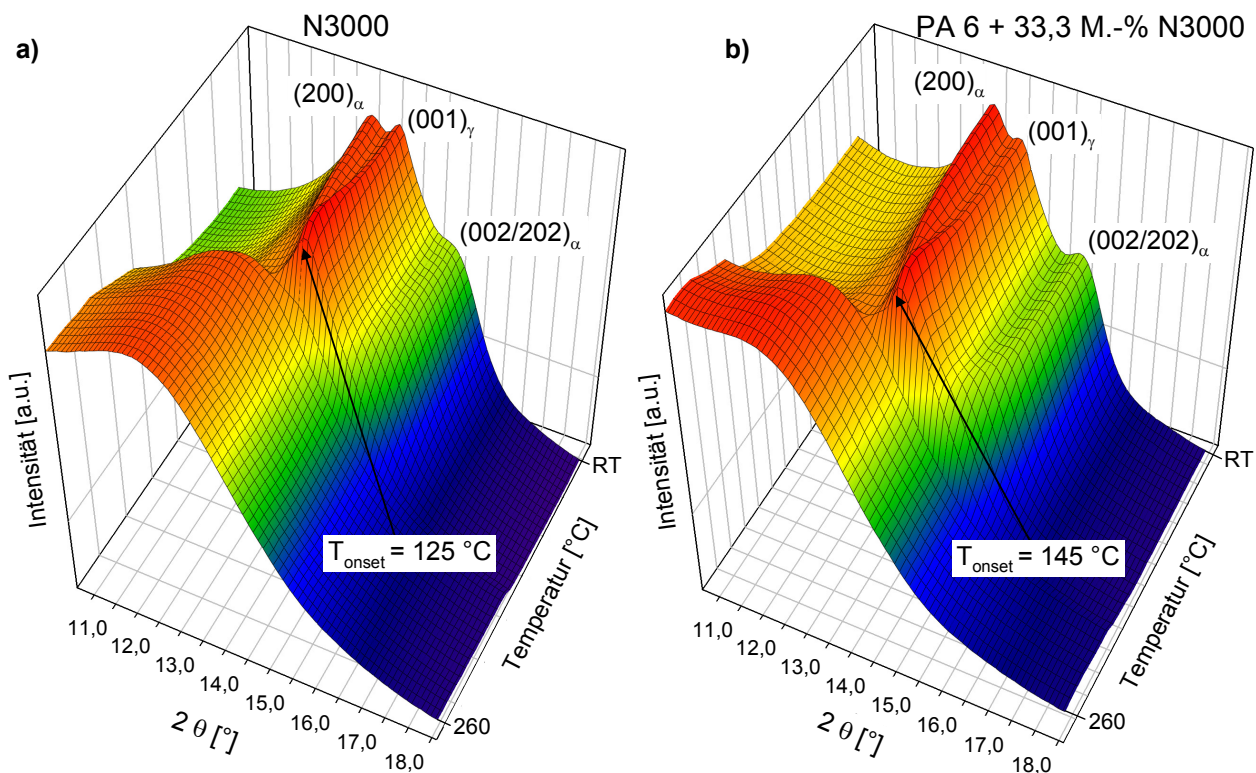 a)
N3000
(200)α
(001)γ
(002/202)α
Intensität [a.u.]
Tonset = 125 °C
RT
Temperatur [°C]
260
11,0
12,0
13,0
14,0
15,0
16,0
17,0
18,0
2 θ [°]
b)
PA 6 + 33,3 M.-% N3000
(200)α
(001)γ
(002/202)α
Intensität [a.u.]
Tonset = 145 °C
RT
Temperatur [°C]
260
11,0
12,0
13,0
14,0
15,0
16,0
17,0
18,0
2 θ [°]